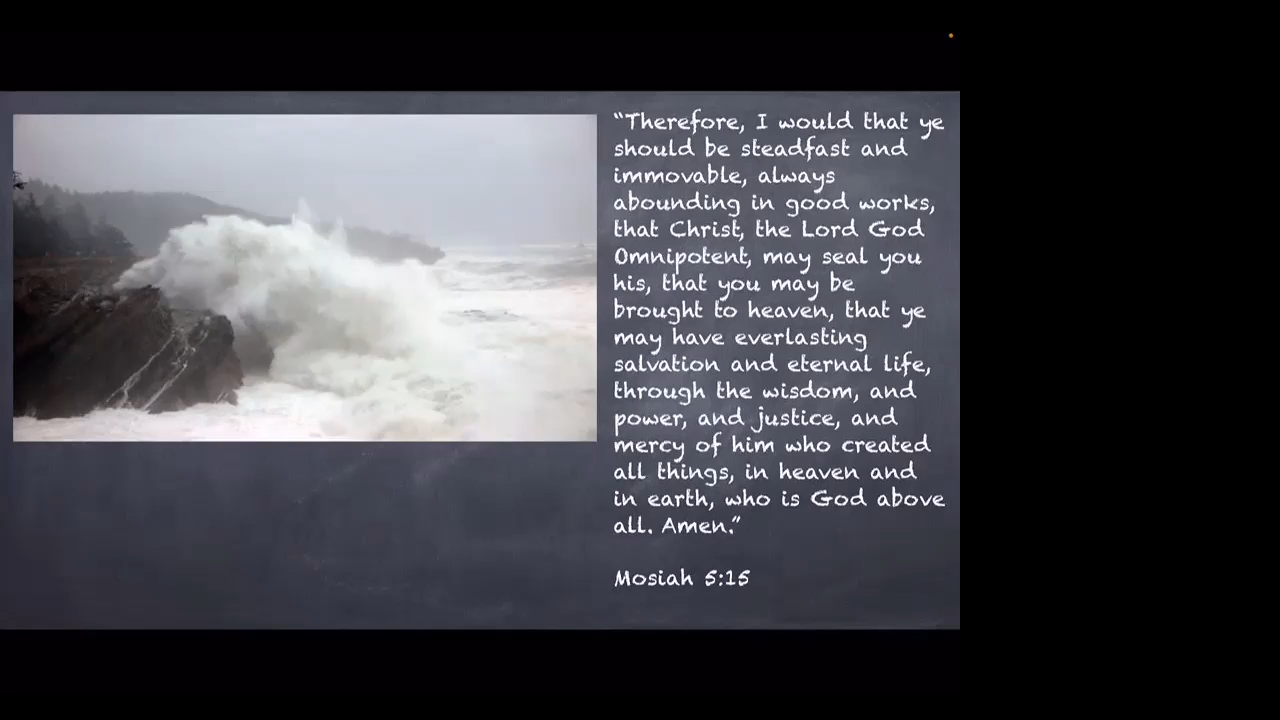 “Therefore, I would that ye
should be steadfast and
immovable, always
abounding in good works,
that Christ, the Lord God
Omnipotent, may seal you
his, that you may be
brought to heaven, that ye
may have everlasting
salvation and eternal life,
through the wisdom, and
power, and justice, and
mercy of him who created
all things, in heaven and
in earth, who is God above
all. Amen.”
Mosiah 5:15